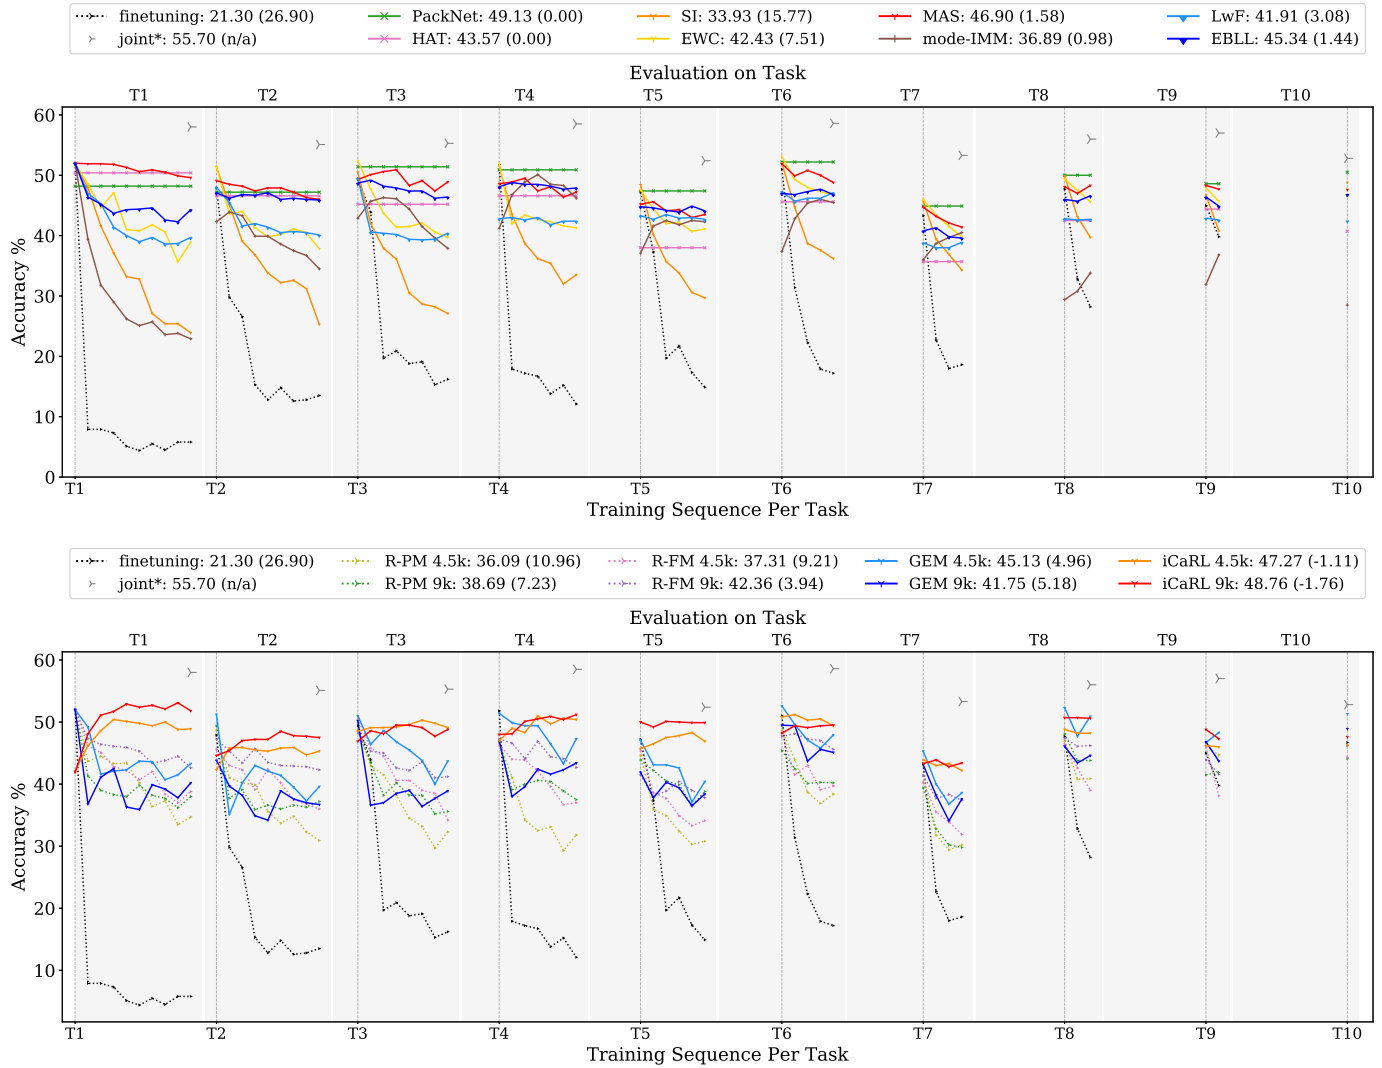 finetuning: 21.30 (26.90) PackNet: 49.13 (0.00) SI: 33.93 (15.77) MAS: 46.90 (1.58) LwF: 41.91 (3.08)
joint*: 55.70 (n/a) HAT: 43.57 (0.00) EWC: 42.43 (7.51) mode-IMM: 36.89 (0.98) EBLL: 45.34 (1.44)
Evaluation on Task
T1 T2 T3 T4 T5 T6 T7 T8 T9 T10
60
50
40
30
20
10
0
Accuracy %
T1 T2 T3 T4 T5 T6 T7 T8 T9 T10
Training Sequence Per Task
finetuning: 21.30 (26.90) R-PM 4.5k: 36.09 (10.96) R-FM 4.5k: 37.31 (9.21) GEM 4.5k: 45.13 (4.96) iCaRL 4.5k: 47.27 (-1.11)
joint*: 55.70 (n/a) R-PM 9k: 38.69 (7.23) R-FM 9k: 42.36 (3.94) GEM 9k: 41.75 (5.18) iCaRL 9k: 48.76 (-1.76)
Evaluation on Task
T1 T2 T3 T4 T5 T6 T7 T8 T9 T10
60
50
40
30
20
10
Accuracy %
T1 T2 T3 T4 T5 T6 T7 T8 T9 T10
Training Sequence Per Task